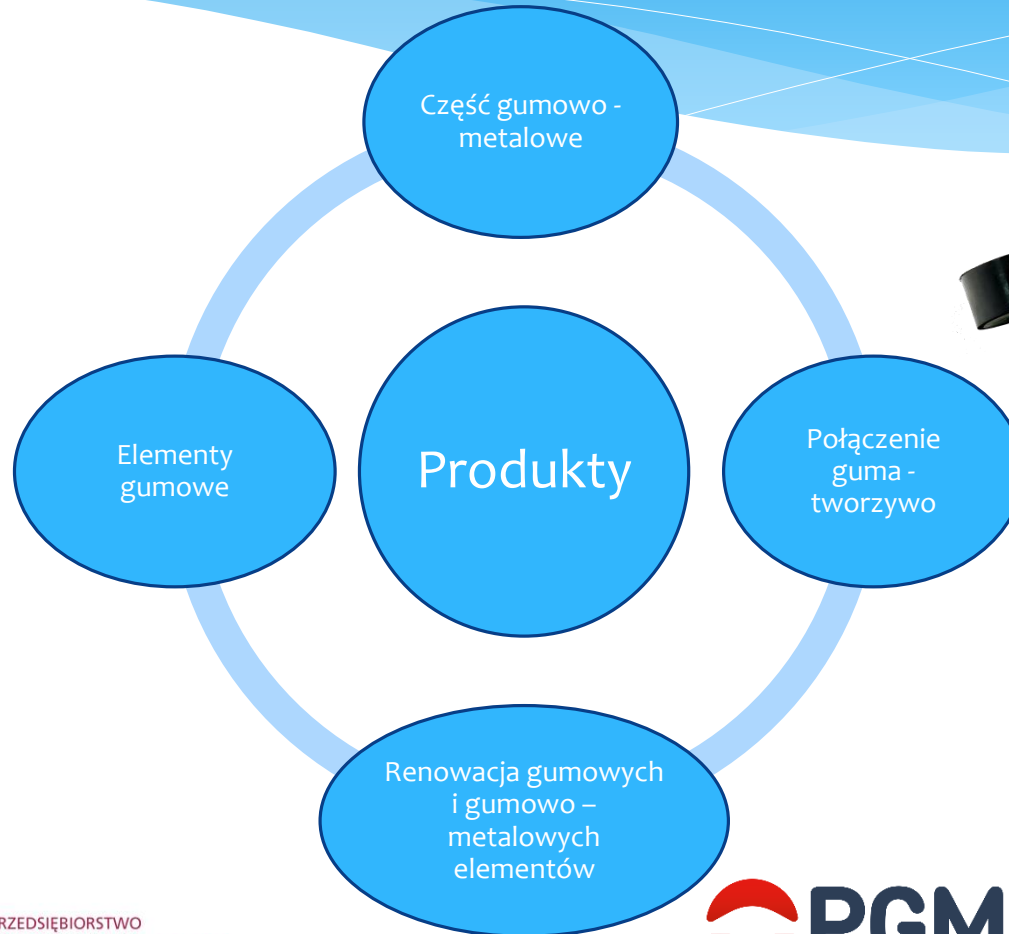 Część gumowo -
metalowe
Elementy
gumowe
Produkty
Połączenie
guma -
tworzywo
Renowacja gumowych
i gumowo –
metalowych
elementów
RZEDSIĘBIORSTWO
PGM